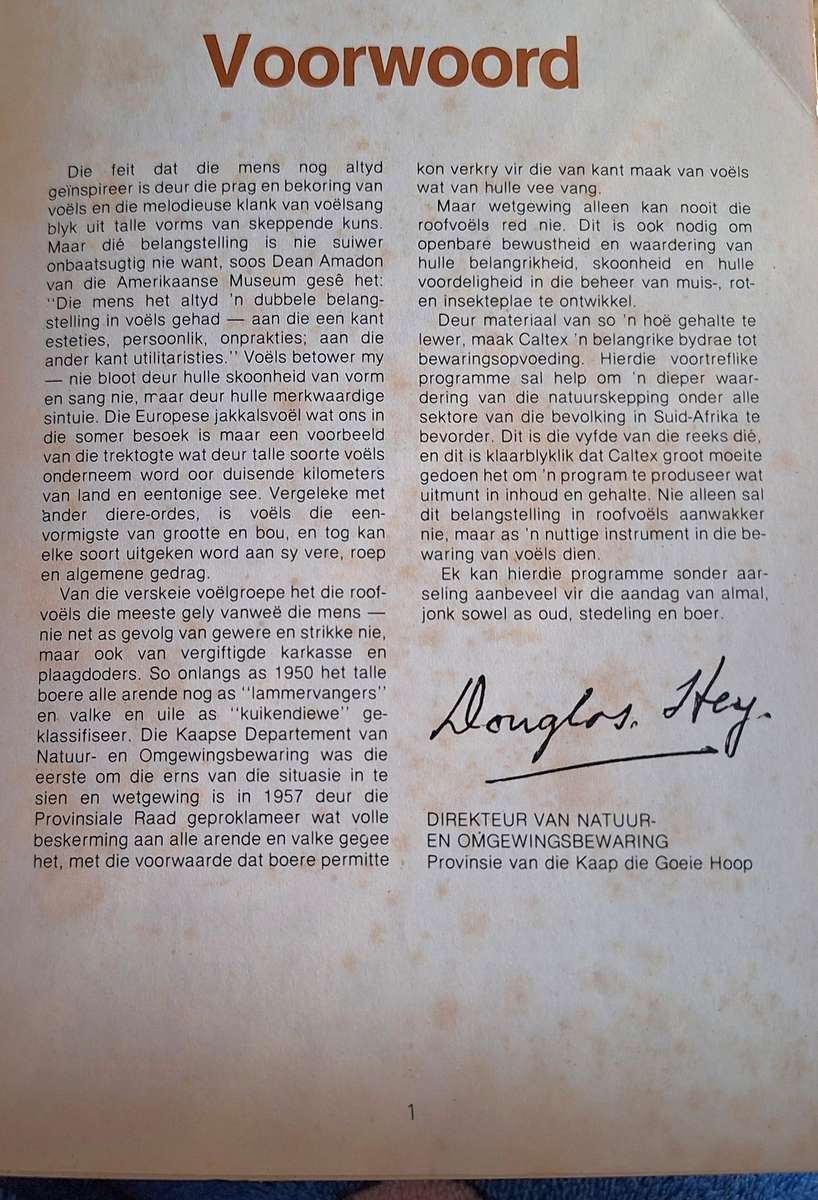 Voorwoord
Die feit dat die mens nog altyd
geïnspireer is deur die prag en bekoring van
voëls en die melodieuse klank van voëlsang
blyk uit talle vorms van skeppende kuns.
Maar dié belangstelling is nie suiwer
onbaatsugtig nie want, soos Dean Amadon
van die Amerikaanse Museum gesê het:
"Die mens het altyd 'n dubbele belang-
stelling in voëls gehad — aan die een kant
esteties, persoonlik, onprakties; aan die
ander kant utilitaristies." Voëls betower my
— nie bloot deur hulle skoonheid van vorm
en sang nie, maar deur hulle merkwaardige
sintuie. Die Europese jakkalsvoël wat ons in
die somer besoek is maar een voorbeeld
van die trektogte wat deur talle soorte voëls
onderneem word oor duisende kilometers
van land en eentonige see. Vergeleke met
ander diere-ordes, is voëls die een-
vormigste van grootte en bou, en tog kan
elke soort uitgeken word aan sy vere, roep
en algemene gedrag.
Van die verskeie voëlgroepe het die roof-
voëls die meeste gely vanweë die mens —
nie net as gevolg van gewere en strikke nie,
maar ook van vergiftigde karkasse en
plaagdoders. So onlangs as 1950 het talle
boere alle arende nog as "lammervangers"
en valke en uile as "kuikendiewe" ge-
klassifiseer. Die Kaapse Departement van
Natuur- en Omgewingsbewaring was die
eerste om die erns van die situasie in te
sien en wetgewing is in 1957 deur die
Provinsiale Raad geproklameer wat volle
beskerming aan alle arende en valke gegee
het, met die voorwaarde dat boere permitte
kon verkry vir die van kant maak van voëls
wat van hulle vee vang.
Maar wetgewing alleen kan nooit die
roofvoëls red nie. Dit is ook nodig om
openbare bewustheid en waardering van
hulle belangrikheid, skoonheid en hulle
voordeligheid in die beheer van muis-, rot-
en insekteplae te ontwikkel.
Deur materiaal van so 'n hoë gehalte te
lewer, maak Caltex 'n belangrike bydrae tot
bewaringsopvoeding. Hierdie voortreflike
programme sal help om 'n dieper waar-
dering van die natuurskepping onder alle
sektore van die bevolking in Suid-Afrika te
bevorder. Dit is die vyfde van die reeks dié,
en dit is klaarblyklik dat Caltex groot moeite
gedoen het om 'n program te produseer wat
uitmunt in inhoud en gehalte. Nie alleen sal
dit belangstelling in roofvoëls aanwakker
nie, maar as 'n nuttige instrument in die be-
waring van voëls dien.
Ek kan hierdie programme sonder aar-
seling aanbeveel vir die aandag van almal,
jonk sowel as oud, stedeling en boer.
Douglas. Hey.
DIREKTEUR VAN NATUUR-
EN OMGEWINGSBEWARING
Provinsie van die Kaap die Goeie Hoop
1